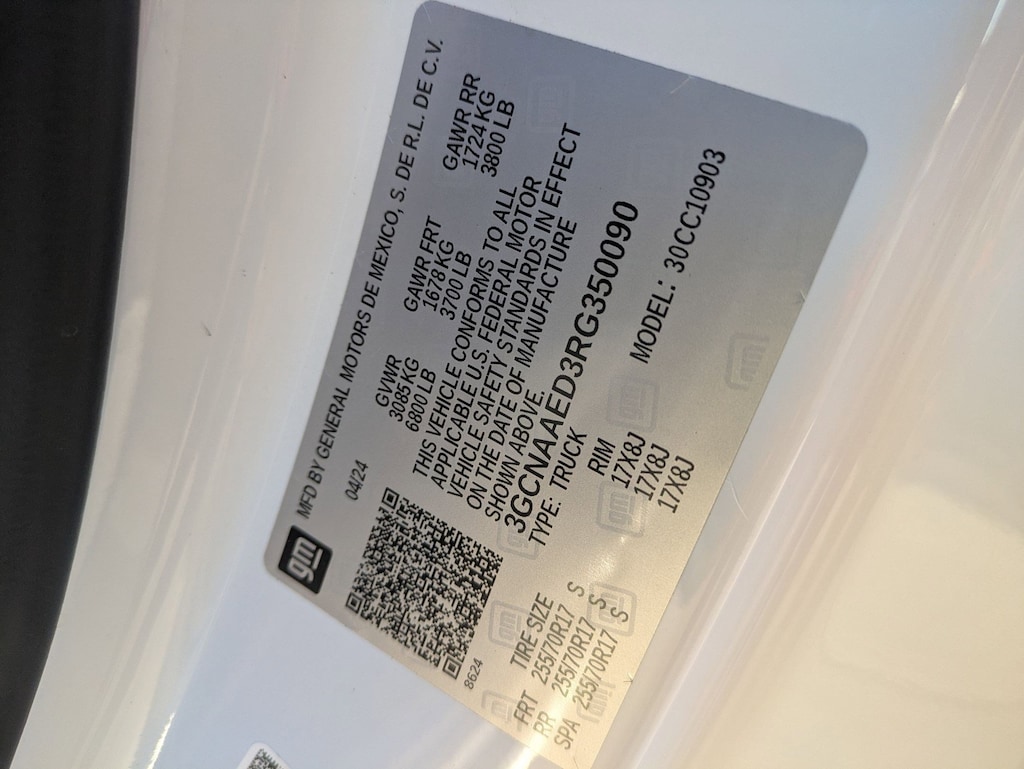 gm
MFD BY GENERAL MOTORS DE MEXICO, S. DE R.L. DE C.V.
04/24
GVWR GAWR FRT GAWR RR
3085 KG 1678 KG 1724 KG
6800 LB 3700 LB 3800 LB
THIS VEHICLE CONFORMS TO ALL
APPLICABLE U.S. FEDERAL MOTOR
VEHICLE SAFETY STANDARDS IN EFFECT
ON THE DATE OF MANUFACTURE
SHOWN ABOVE.
3GCNAAED3RG350090
TYPE: TRUCK MODEL: 30CC10903
8624
TIRE SIZE RIM
FRT 255/70R17 S 17X8J
RR 255/70R17 S 17X8J
SPA 255/70R17 S 17X8J